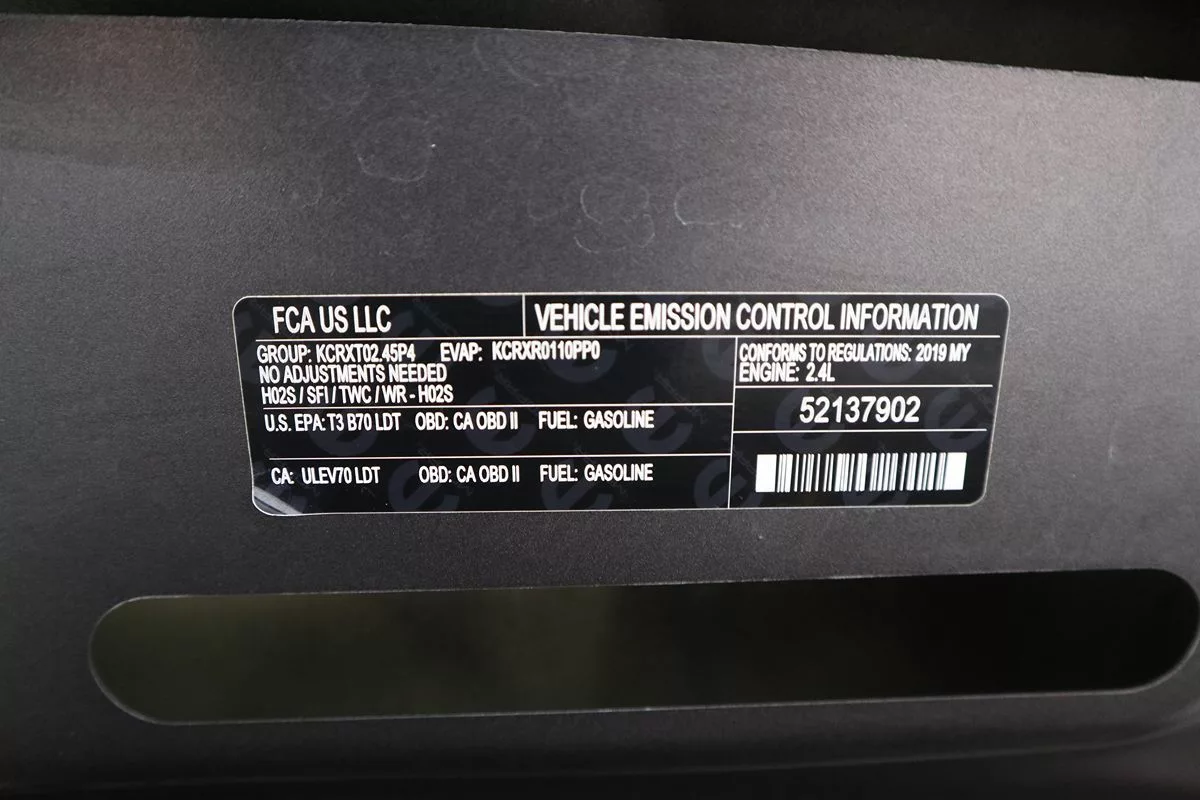 FCA US LLC
VEHICLE EMISSION CONTROL INFORMATION
GROUP: KCRXT02.45P4 EVAP: KCRXR0110PP0
NO ADJUSTMENTS NEEDED
H02S / SFI / TWC / WR - H02S
U.S. EPA: T3 B70 LDT OBD: CA OBD II FUEL: GASOLINE
CA: ULEV70 LDT OBD: CA OBD II FUEL: GASOLINE
CONFORMS TO REGULATIONS: 2019 MY
ENGINE: 2.4L
52137902